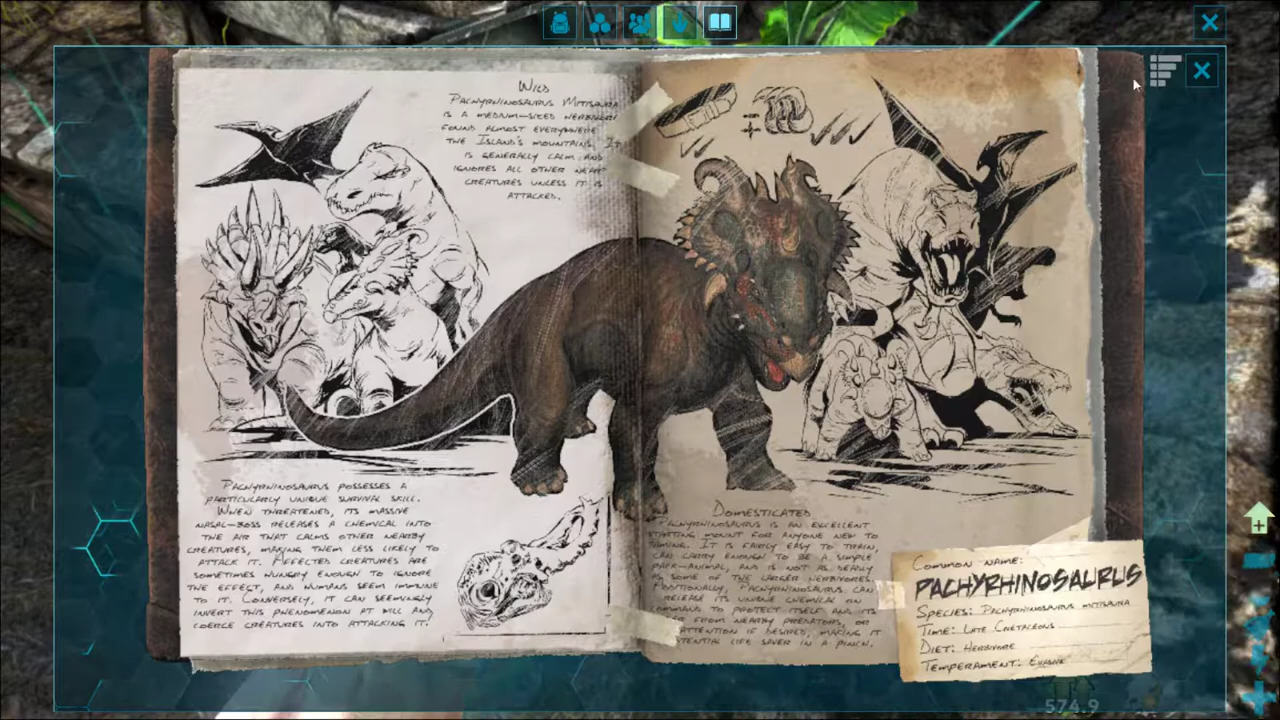 Wild
Pachyrhinosaurus Mitisaura
is a medium-sized herbivore
found almost everywhere
the Island's mountains. It
is generally calm and
ignores all other near
creatures unless it is
attacked.
Pachyrhinosaurus possesses a
particularly unique survival skill.
When threatened, its massive
nasal-boss releases a chemical into
the air that calms other nearby
creatures, making them less likely to
attack it. Affected creatures are
sometimes hungry enough to ignore
the effect, and humans seem immune
to it. Conversely, it can seemingly
invert this phenomenon at will and
coerce creatures into attacking it.
Domesticated
Pachyrhinosaurus is an excellent
starting mount for anyone new to
taming. It is fairly easy to train,
can carry enough to be a simple
pack-animal, and is not as deadly
as some of the larger herbivores.
Additionally, Pachyrhinosaurus can
release its unique chemical on
command to protect itself and its
from nearby predators, or
attention if desired, making it
potential life saver in a pinch.
Common name:
Pachyrhinosaurus
Species: Pachyrhinosaurus mitisaura
Time: Late Cretaceous
Diet: Herbivore
Temperament: Evasive
574.9